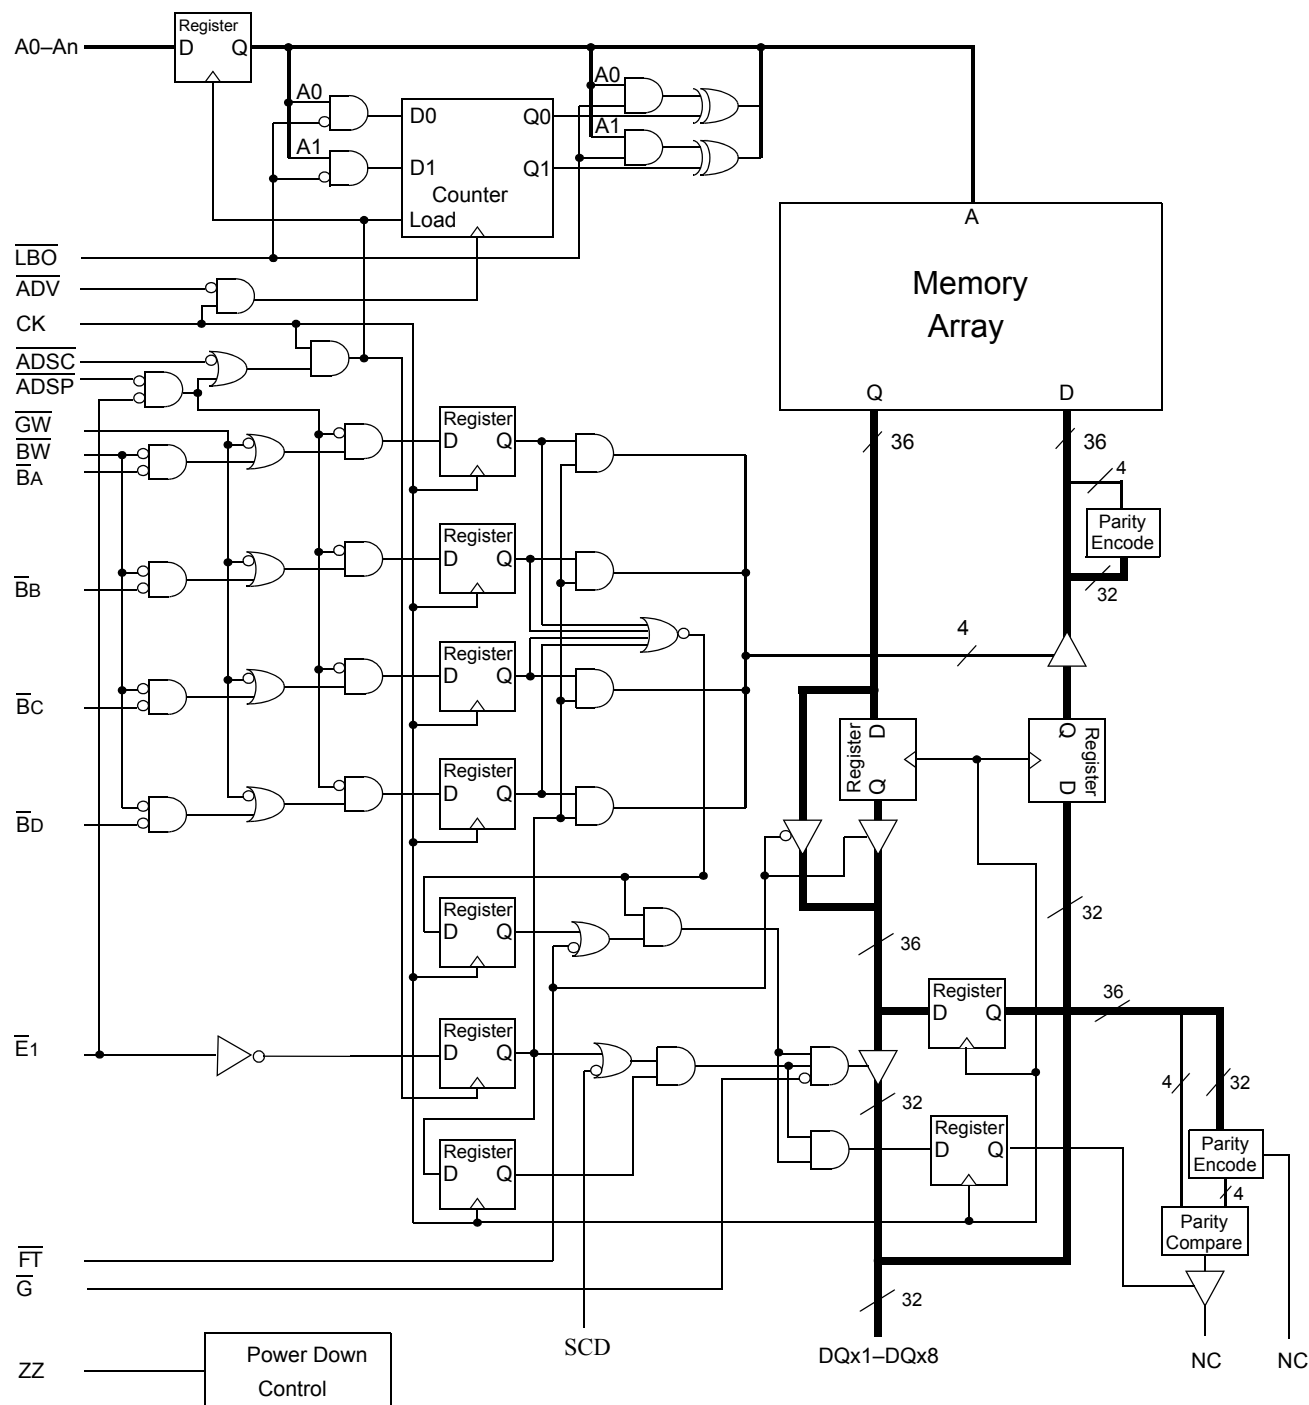 Register
A0–An
D Q
A0
A0
D0
Q0
A1
A1
D1
Q1
Counter
Load
A
LBO
Memory
Array
ADV
CK
ADSC
ADSP
Q
D
GW
BW
BA
Register
D Q
36
36
4
Parity
Encode
32
Register
D Q
BB
4
Register
D Q
BC
Register
D
Q
Q
Register
D
Register
D Q
BD
32
Register
D Q
36
Register
D Q
36
E1
Register
D Q
4
32
32
Register
D Q
Register
D Q
Parity
Encode
4
Parity
Compare
FT
G
32
SCD
DQx1–DQx8
NC
NC
ZZ
Power Down
Control